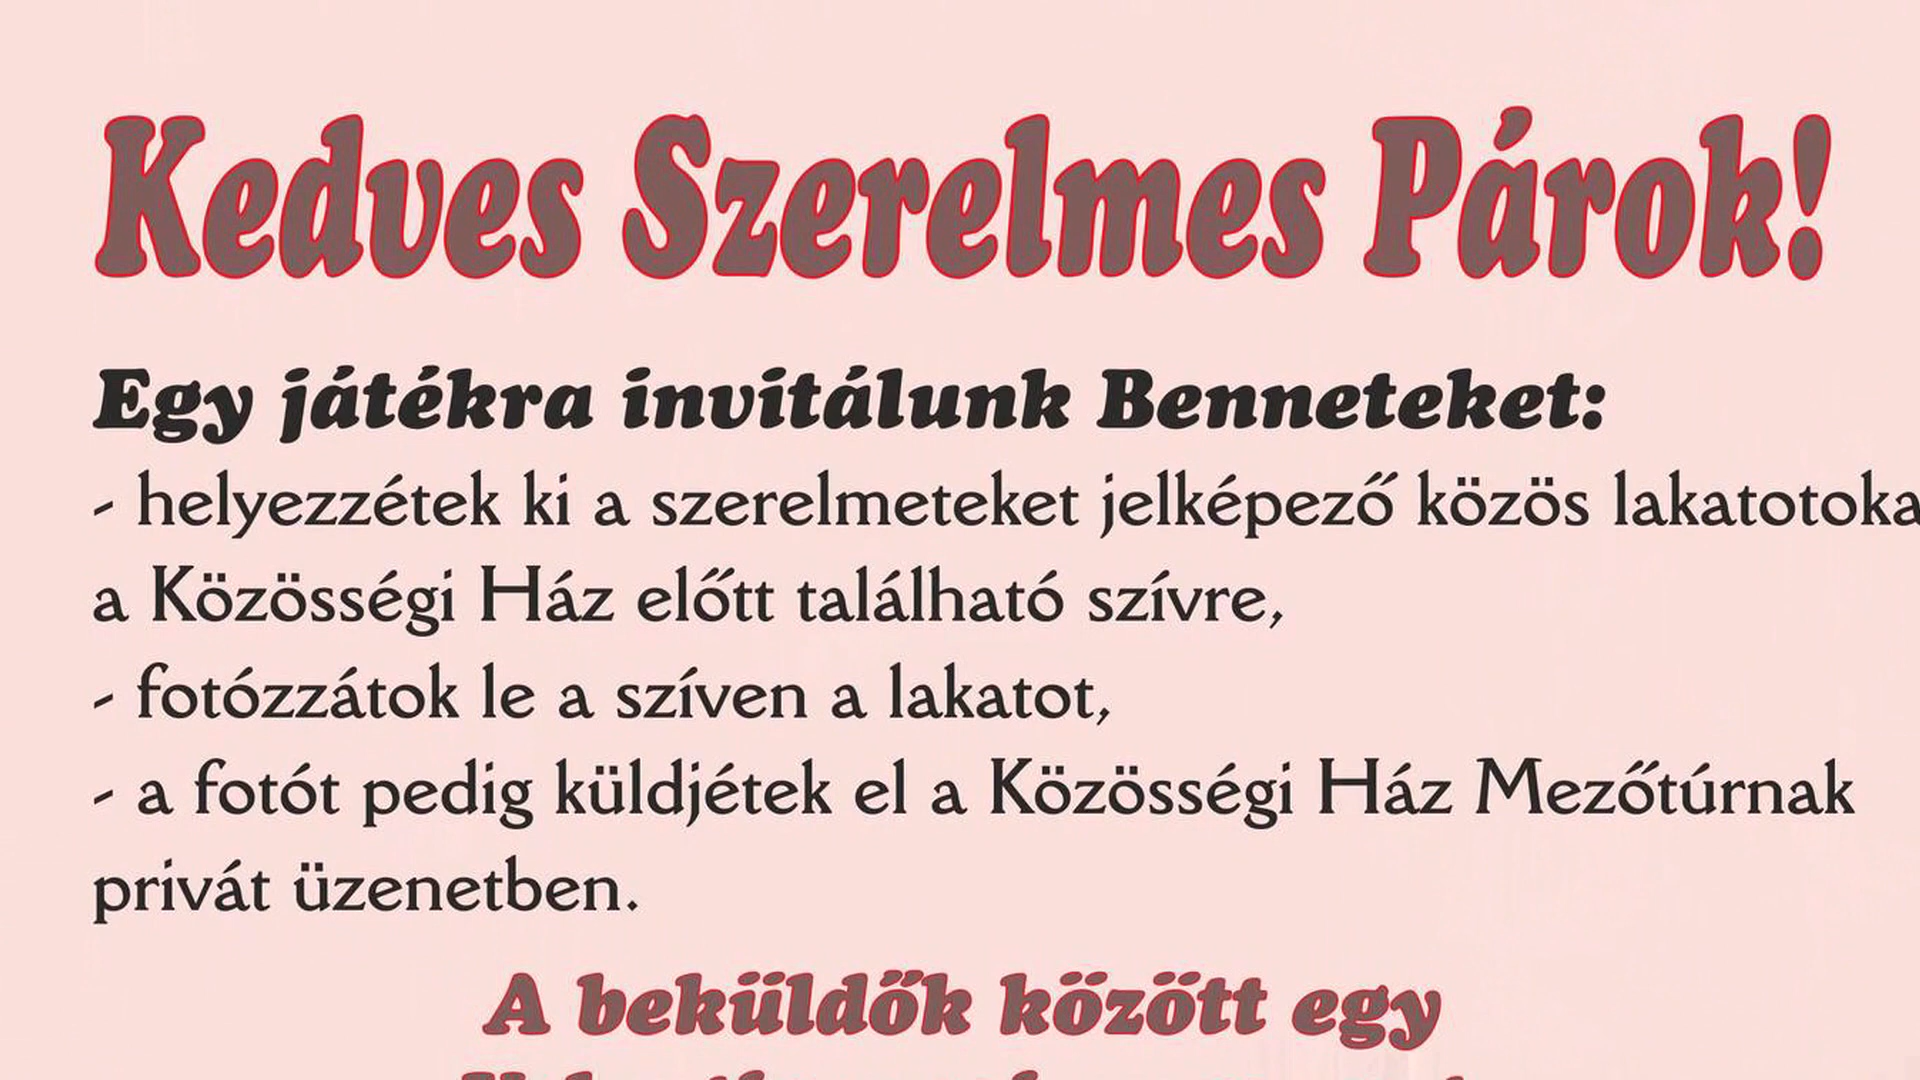 Kedves Szerelmes Párok!
Egy játékra invitálunk Benneteket:
- helyezzétek ki a szerelmeteket jelképező közös lakatotoka
a Közösségi Ház előtt található szívre,
- fotózzátok le a szíven a lakatot,
- a fotót pedig küldjétek el a Közösségi Ház Mezőtúrnak
privát üzenetben.
A beküldők között egy